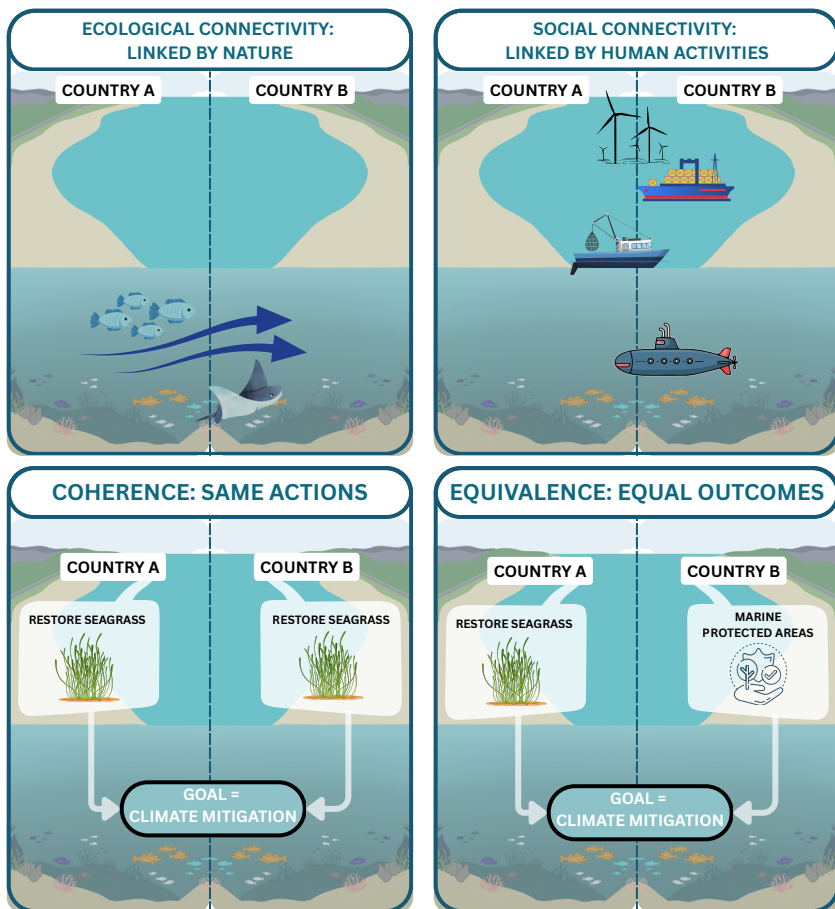 ECOLOGICAL CONNECTIVITY:
LINKED BY NATURE
COUNTRY A
COUNTRY B
SOCIAL CONNECTIVITY:
LINKED BY HUMAN ACTIVITIES
COUNTRY A
COUNTRY B
COHERENCE: SAME ACTIONS
COUNTRY A
COUNTRY B
RESTORE SEAGRASS
RESTORE SEAGRASS
GOAL =
CLIMATE MITIGATION
EQUIVALENCE: EQUAL OUTCOMES
COUNTRY A
COUNTRY B
RESTORE SEAGRASS
MARINE
PROTECTED AREAS
GOAL =
CLIMATE MITIGATION